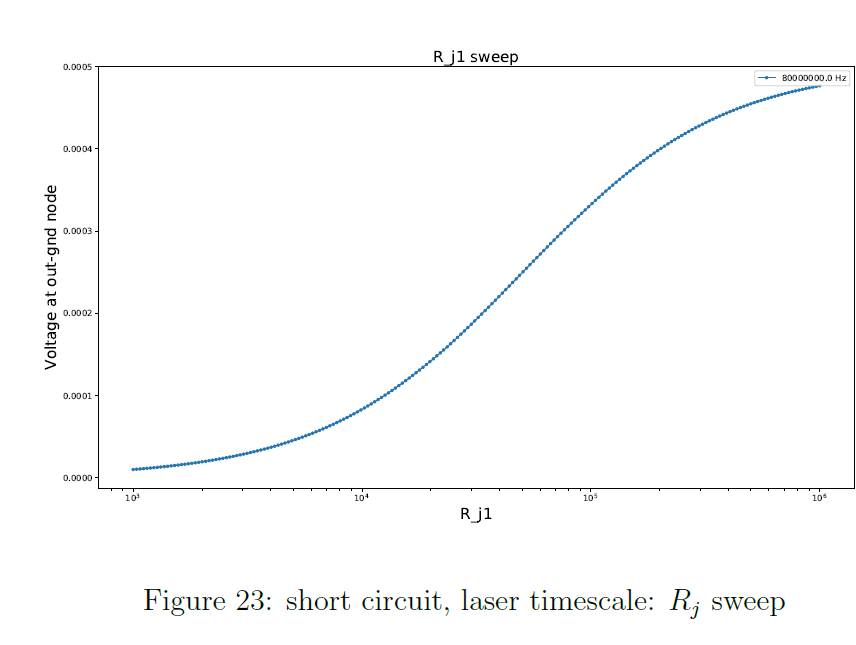 R_j1 sweep
80000000.0 Hz
Voltage at out-gnd node
0.0005
0.0004
0.0003
0.0002
0.0001
0.0000
10³ 10⁴ 10⁵ 10⁶
R_j1
Figure 23: short circuit, laser timescale: R_j sweep